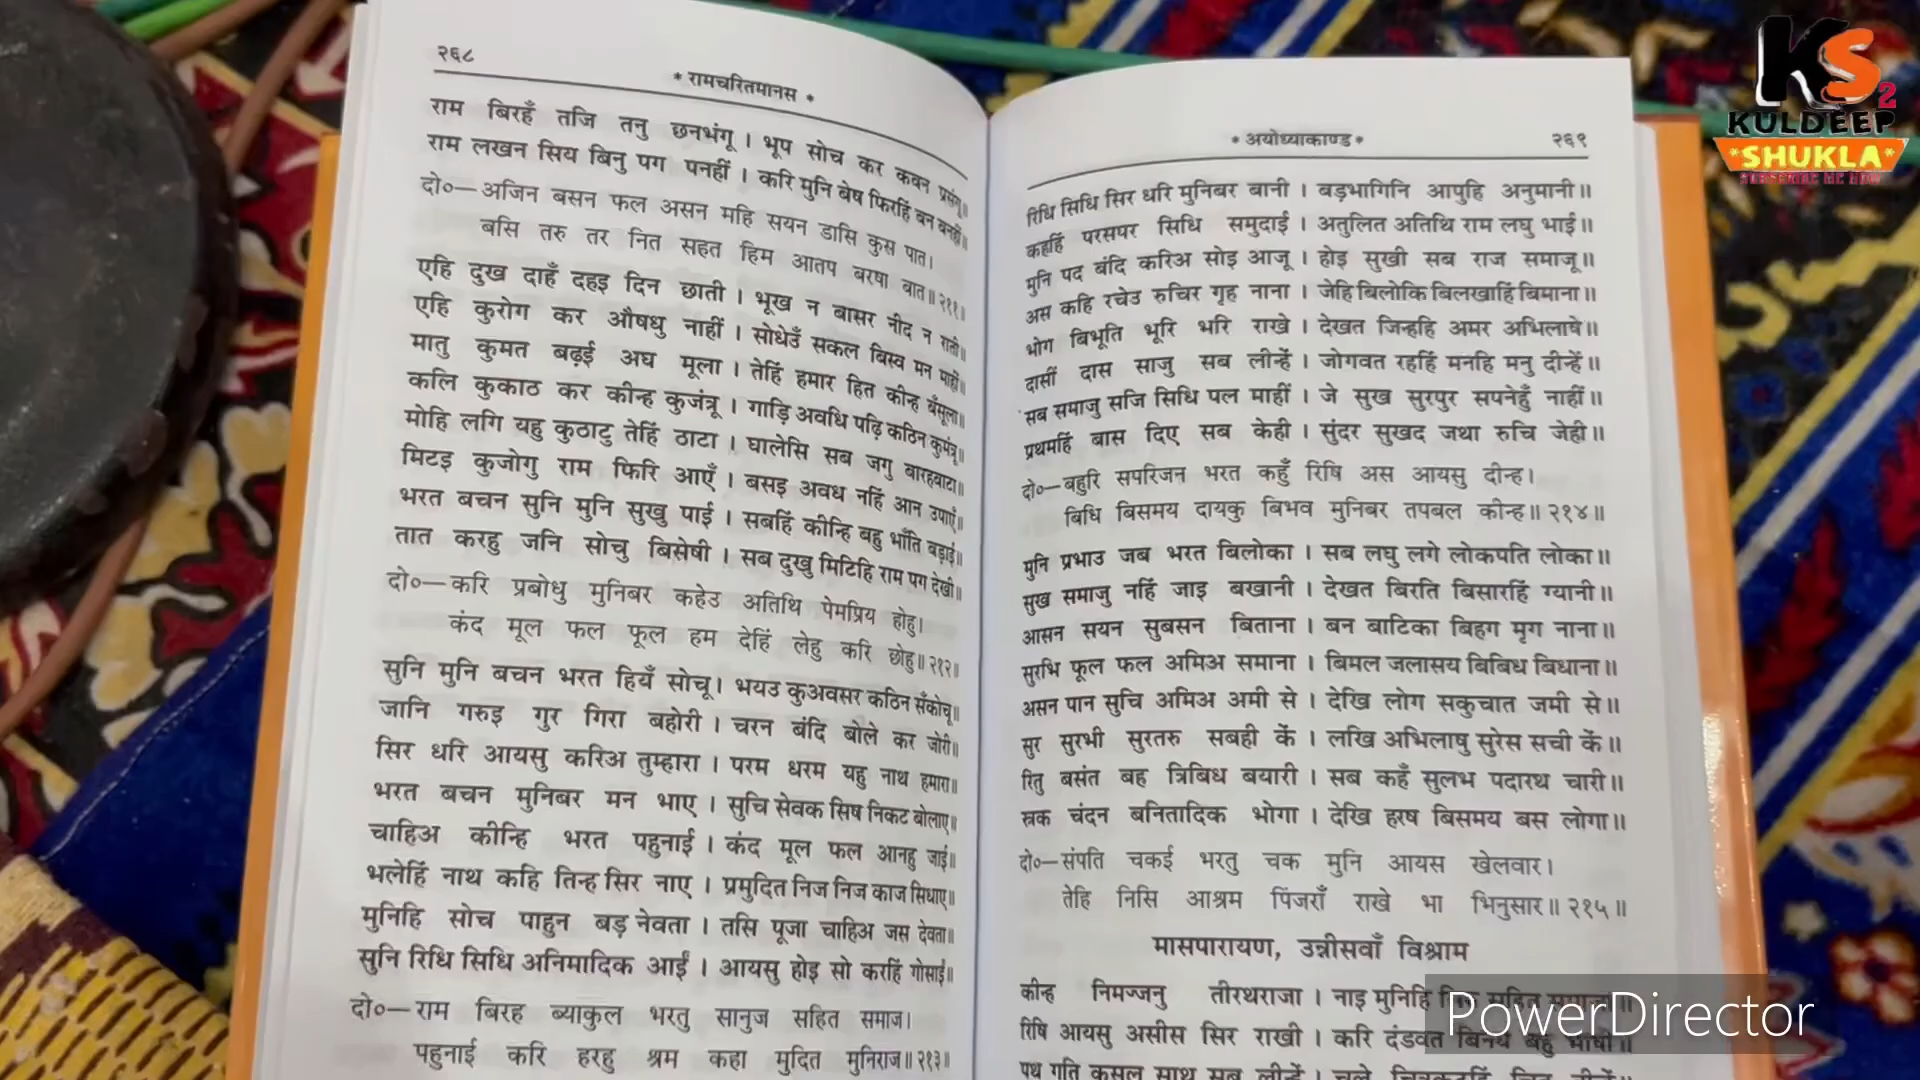 २६८
* रामचरितमानस *
राम बिरहँ तजि तनु छनभंगू । भूप सोच कर कवन प्रसंगू॥
राम लखन सिय बिनु पग पनहीं । करि मुनि बेष फिरहिं बन बनहीं॥
दो०—अजिन बसन फल असन महि सयन डासि कुस पात।
बसि तरु तर नित सहत हिम आतप बरषा बात॥२११॥
एहि दुख दाहँ दहइ दिन छाती । भूख न बासर नीद न राती॥
एहि कुरोग कर औषधु नाहीं । सोधेउँ सकल बिस्व मन माहीं॥
मातु कुमत बढ़ई अघ मूला । तेहिं हमार हित कीन्ह बँसूला॥
कलि कुकाठ कर कीन्ह कुजंत्रू । गाड़ि अवधि पढ़ि कठिन कुमंत्रू॥
मोहि लगि यहु कुठाटु तेहिं ठाटा । घालेसि सब जगु बारहबाटा॥
मिटइ कुजोगु राम फिरि आएँ । बसइ अवध नहिं आन उपाएँ॥
भरत बचन सुनि मुनि सुखु पाई । सबहिं कीन्हि बहु भाँति बड़ाई॥
तात करहु जनि सोचु बिसेषी । सब दुखु मिटिहि राम पग देखी॥
दो०—करि प्रबोधु मुनिबर कहेउ अतिथि पेमप्रिय होहु।
कंद मूल फल फूल हम देहिं लेहु करि छोहु॥२१२॥
सुनि मुनि बचन भरत हियँ सोचू। भयउ कुअवसर कठिन सँकोचू॥
जानि गरुइ गुर गिरा बहोरी । चरन बंदि बोले कर जोरी॥
सिर धरि आयसु करिअ तुम्हारा । परम धरम यहु नाथ हमारा॥
भरत बचन मुनिबर मन भाए । सुचि सेवक सिष निकट बोलाए॥
चाहिअ कीन्हि भरत पहुनाई । कंद मूल फल आनहु जाई॥
भलेहिं नाथ कहि तिन्ह सिर नाए । प्रमुदित निज निज काज सिधाए॥
मुनिहि सोच पाहुन बड़ नेवता । तसि पूजा चाहिअ जस देवता॥
सुनि रिधि सिधि अनिमादिक आईं । आयसु होइ सो करहिं गोसाईं॥
दो०—राम बिरह ब्याकुल भरतु सानुज सहित समाज।
पहुनाई करि हरहु श्रम कहा मुदित मुनिराज॥२१३॥
* अयोध्याकाण्ड *
२६९
रिधि सिधि सिर धरि मुनिबर बानी । बड़भागिनि आपुहि अनुमानी॥
कहहिं परसपर सिधि समुदाई । अतुलित अतिथि राम लघु भाई॥
मुनि पद बंदि करिअ सोइ आजू । होइ सुखी सब राज समाजू॥
अस कहि रचेउ रुचिर गृह नाना । जेहि बिलोकि बिलखाहिं बिमाना॥
भोग बिभूति भूरि भरि राखे । देखत जिन्हहि अमर अभिलाषे॥
दासीं दास साजु सब लीन्हें । जोगवत रहहिं मनहि मनु दीन्हें॥
सब समाजु सजि सिधि पल माहीं । जे सुख सुरपुर सपनेहुँ नाहीं॥
प्रथमहिं बास दिए सब केही । सुंदर सुखद जथा रुचि जेही॥
दो०—बहुरि सपरिजन भरत कहुँ रिषि अस आयसु दीन्ह।
बिधि बिसमय दायकु बिभव मुनिबर तपबल कीन्ह॥२१४॥
मुनि प्रभाउ जब भरत बिलोका । सब लघु लगे लोकपति लोका॥
सुख समाजु नहिं जाइ बखानी । देखत बिरति बिसारहिं ग्यानी॥
आसन सयन सुबसन बिताना । बन बाटिका बिहग मृग नाना॥
सुरभि फूल फल अमिअ समाना । बिमल जलासय बिबिध बिधाना॥
असन पान सुचि अमिअ अमी से । देखि लोग सकुचात जमी से॥
सुर सुरभी सुरतरु सबही कें । लखि अभिलाषु सुरेस सची कें॥
रितु बसंत बह त्रिबिध बयारी । सब कहँ सुलभ पदारथ चारी॥
स्त्रक चंदन बनितादिक भोगा । देखि हरष बिसमय बस लोगा॥
दो०—संपति चकई भरतु चक मुनि आयस खेलवार।
तेहि निसि आश्रम पिंजराँ राखे भा भिनुसार॥२१५॥
मासपारायण, उन्नीसवाँ विश्राम
कीन्ह निमज्जनु तीरथराजा । नाइ मुनिहि
रिषि आयसु असीस सिर राखी । करि दंडवत बिनय बहु भाषी॥
पथ गति कुसल साथ सब लीन्हें । चले चित्रकूटहिं चितु दीन्हें॥
KS2
KULDEEP
*SHUKLA*
SUBSCRIBE ME NOW
PowerDirector